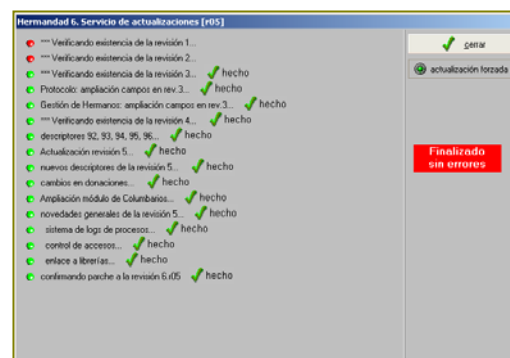 Hermandad 6. Servicio de actualizaciones [r05]
*** Verificando existencia de la revisión 1...
*** Verificando existencia de la revisión 2...
*** Verificando existencia de la revisión 3... hecho
Protocolo: ampliación campos en rev.3... hecho
Gestión de Hermanos: ampliación campos en rev.3... hecho
*** Verificando existencia de la revisión 4... hecho
descriptores 92, 93, 94, 95, 96... hecho
Actualización revisión 5... hecho
nuevos descriptores de la revisión 5... hecho
cambios en donaciones... hecho
Ampliación módulo de Columbarios... hecho
novedades generales de la revisión 5... hecho
sistema de logs de procesos... hecho
control de accesos... hecho
enlace a librerías... hecho
confirmando parche a la revisión 6.r05 hecho
cerrar
actualización forzada
Finalizado
sin errores